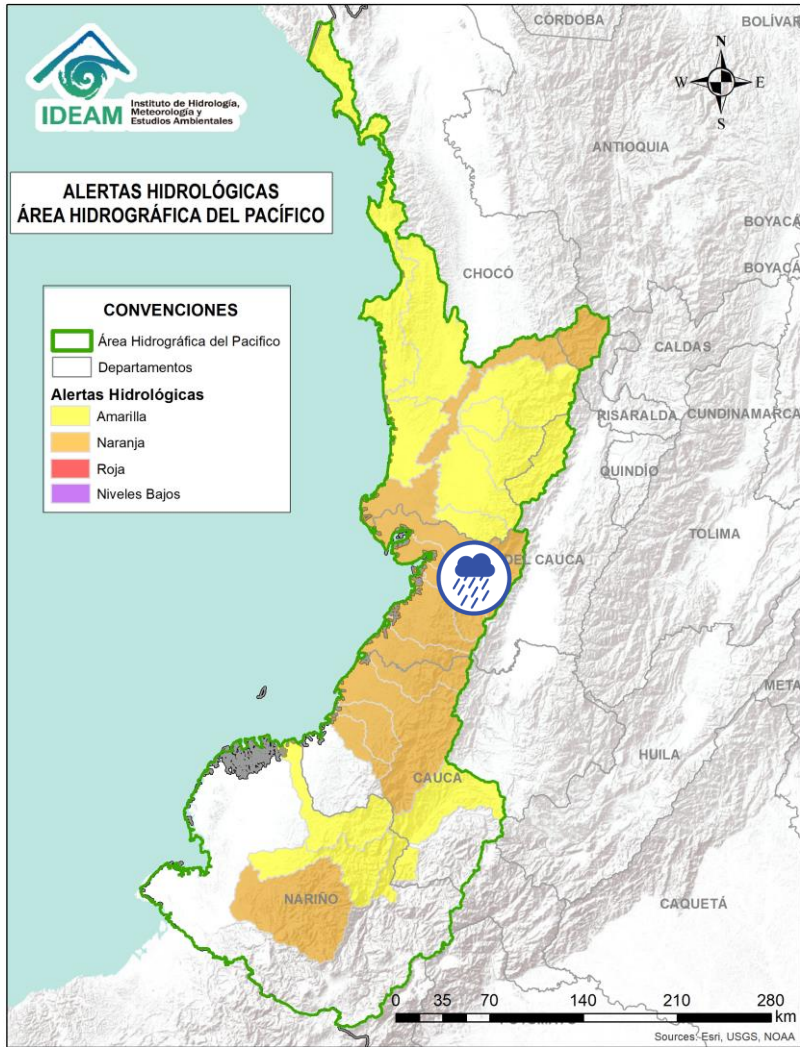 CÓRDOBA
BOLÍVAR
IDEAM
Instituto de Hidrología,
Meteorología y
Estudios Ambientales
N
W E
S
ANTIOQUIA
ALERTAS HIDROLÓGICAS
ÁREA HIDROGRÁFICA DEL PACÍFICO
BOYACÁ
CHOCÓ
BOYACÁ
CONVENCIONES
Área Hidrográfica del Pacifico
Departamentos
Alertas Hidrológicas
Amarilla
Naranja
Roja
Niveles Bajos
CALDAS
RISARALDA
CUNDINAMARCA
QUINDÍO
TOLIMA
DEL CAUCA
META
HUILA
CAUCA
NARIÑO
CAQUETÁ
0 35 70 140 210 280
km
Sources: Esri, USGS, NOAA